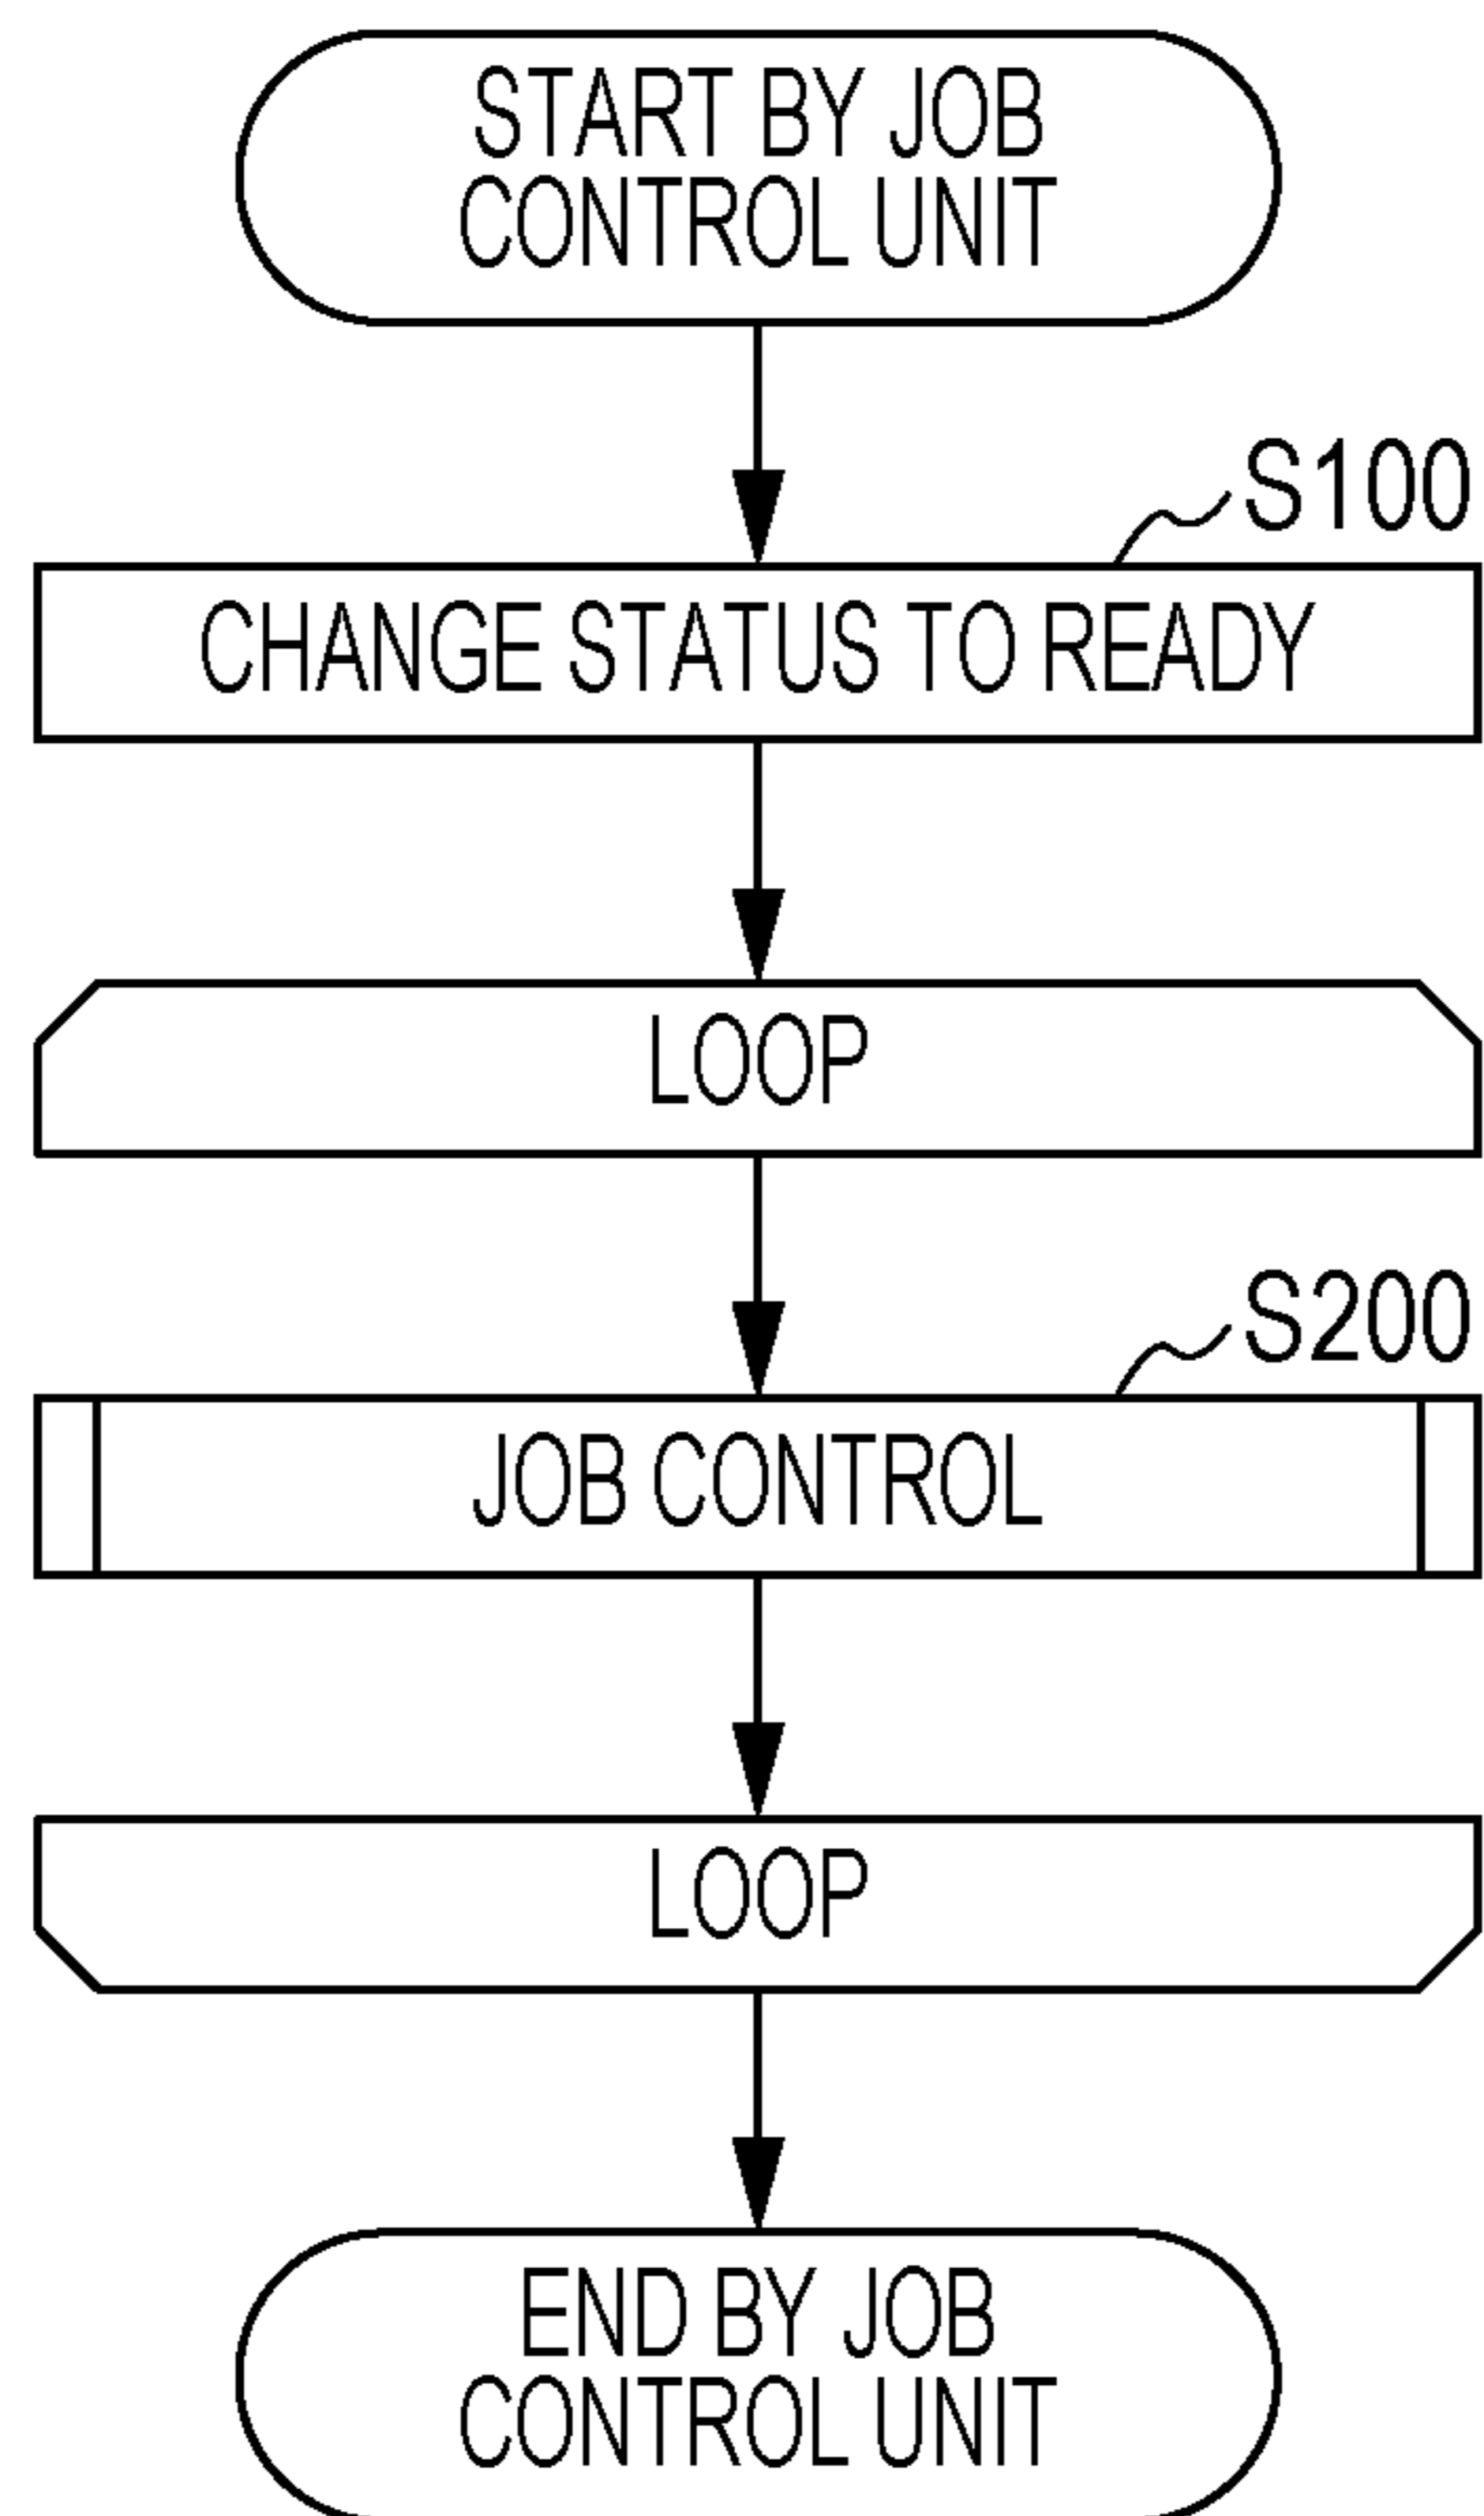 START BY JOB
CONTROL UNIT
S100
CHANGE STATUS TO READY
LOOP
S200
JOB CONTROL
LOOP
END BY JOB
CONTROL UNIT